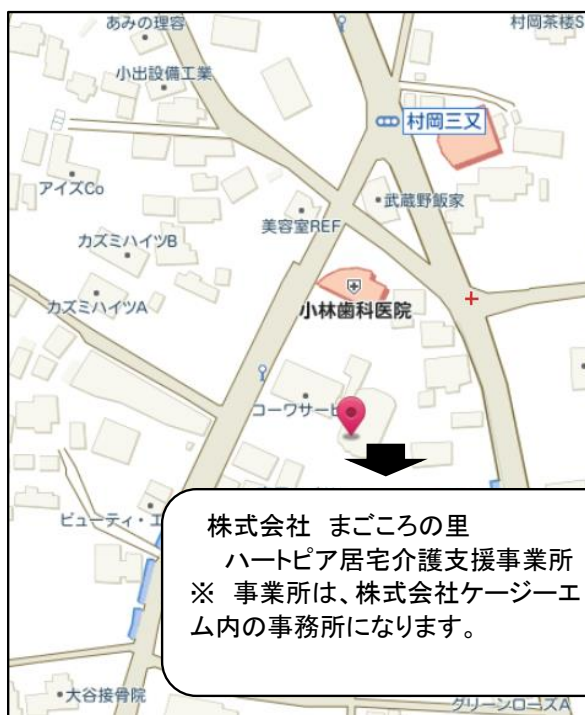 あみの理容
村岡茶楼S
小出設備工業
村岡三又
アイズCo
武蔵野飯家
美容室REF
カズミハイツB
カズミハイツA
小林歯科医院
コーワサービ
ビューティ・エ
株式会社 まごころの里
ハートピア居宅介護支援事業所
※ 事業所は、株式会社ケージーエ
ム内の事務所になります。
大谷接骨院
グリーンローズA